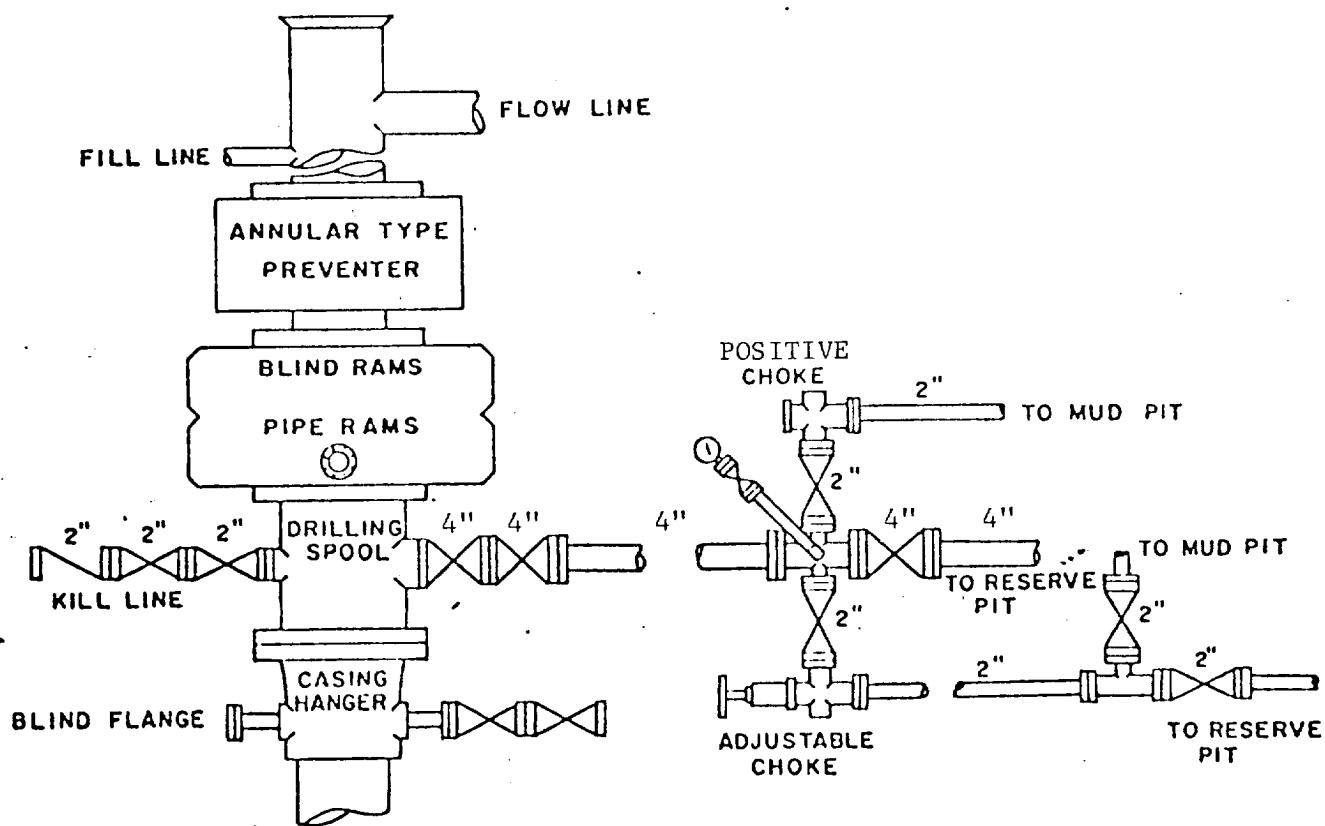 FLOW LINE
FILL LINE
ANNULAR TYPE
PREVENTER
BLIND RAMS
PIPE RAMS
DRILLING
SPOOL
2" 2" 2"
KILL LINE
4" 4" 4"
CASING
HANGER
BLIND FLANGE
POSITIVE
CHOKE
2"
TO MUD PIT
2"
4" 4"
TO RESERVE
PIT
2"
ADJUSTABLE
CHOKE
TO MUD PIT
2"
2" 2"
TO RESERVE
PIT